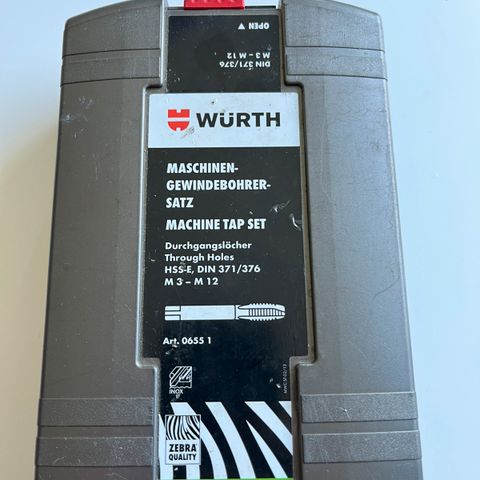 OPEN ▲
M 3 – M 12
DIN 371/376
WÜRTH
MASCHINEN-
GEWINDEBOHRER-
SATZ
MACHINE TAP SET
Durchgangslöcher
Through Holes
HSS-E, DIN 371/376
M 3 – M 12
Art. 0655 1
INOX
ZEBRA
QUALITY